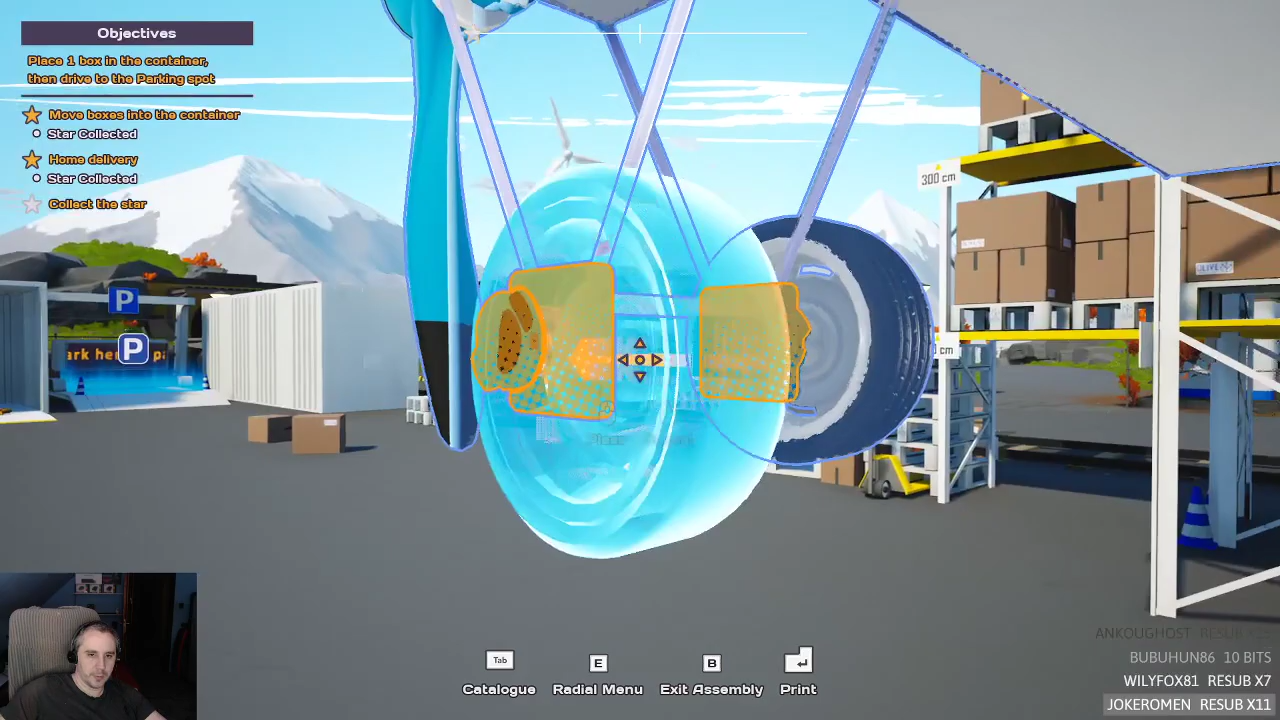 Objectives
Place 1 box in the container,
then drive to the Parking spot
Move boxes into the container
Star Collected
Home delivery
Star Collected
Collect the star
300 cm
P
P
cm
Tab
E
B
Catalogue
Radial Menu
Exit Assembly
Print
ANKOUGHOST RESUB
BUBUHUN86 10 BITS
WILYFOX81 RESUB X7
JOKEROMEN RESUB X11